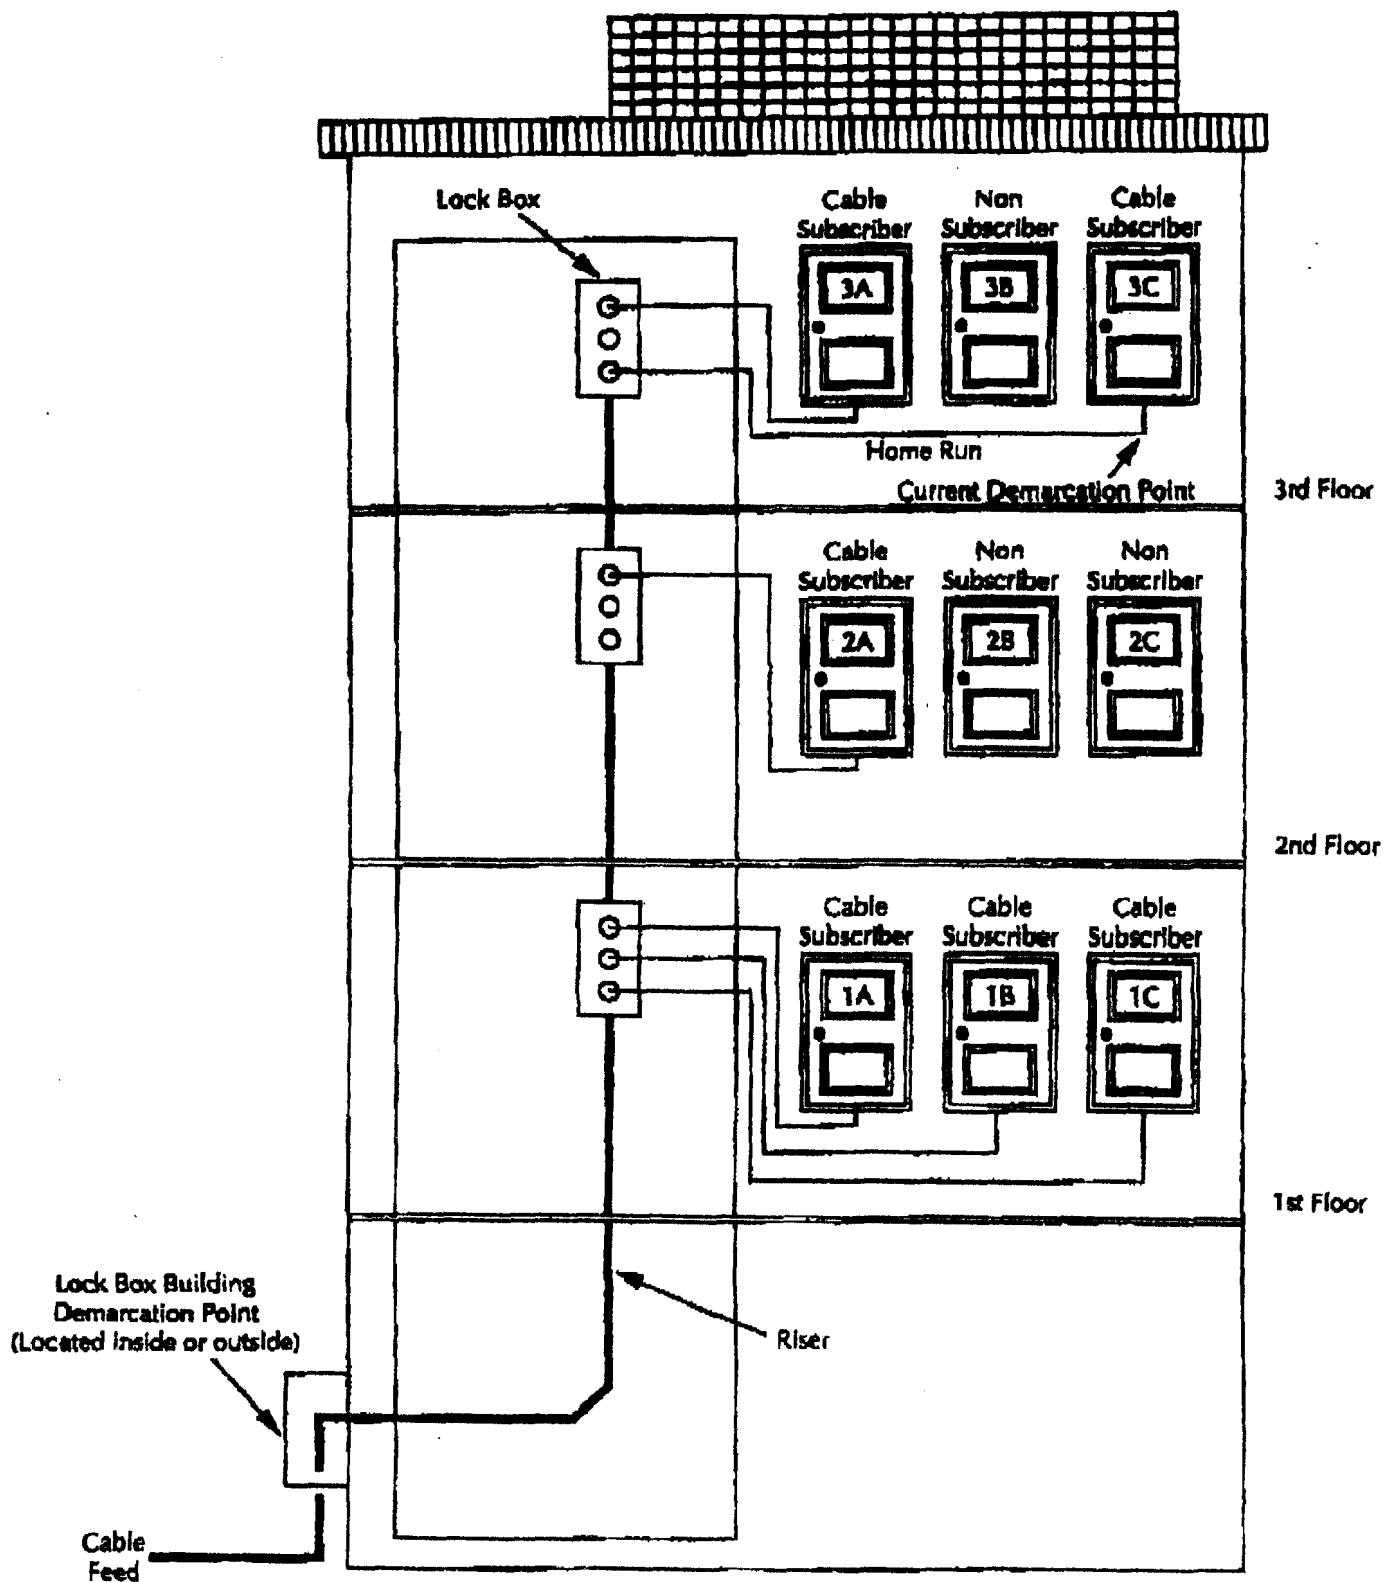 Lock Box
Cable
Subscriber
Non
Subscriber
Cable
Subscriber
3A
3B
3C
Home Run
Current Demarcation Point
3rd Floor
Cable
Subscriber
Non
Subscriber
Non
Subscriber
2A
2B
2C
2nd Floor
Cable
Subscriber
Cable
Subscriber
Cable
Subscriber
1A
1B
1C
1st Floor
Lock Box Building
Demarcation Point
(Located inside or outside)
Riser
Cable
Feed